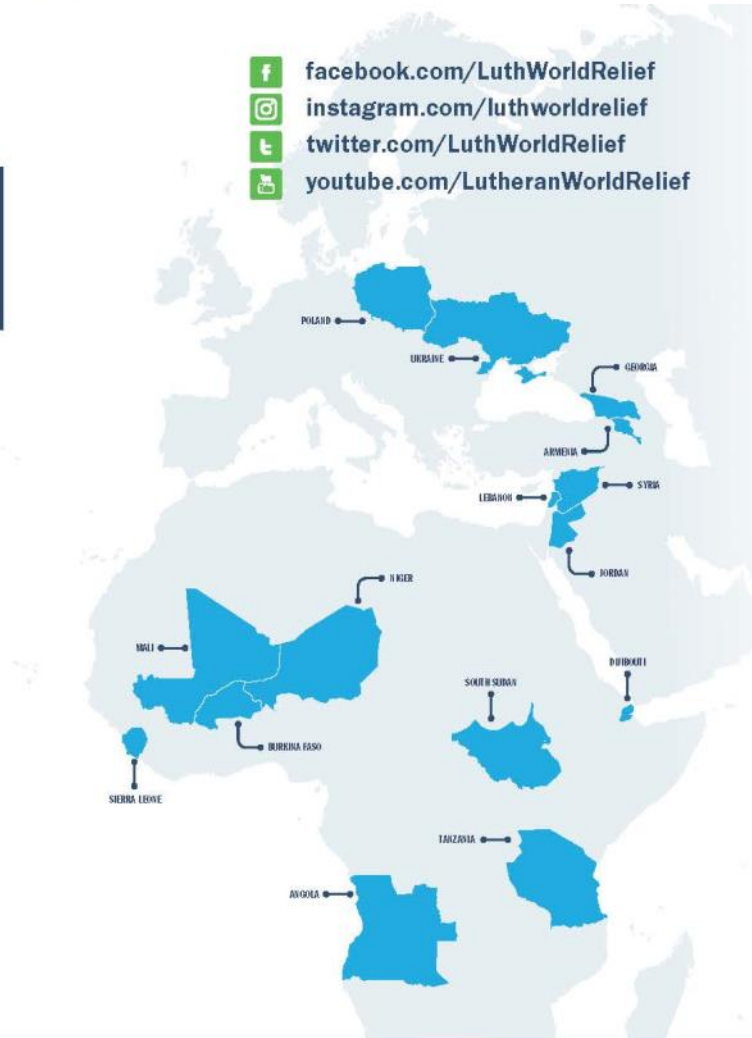 facebook.com/LuthWorldRelief
instagram.com/luthworldrelief
twitter.com/LuthWorldRelief
youtube.com/LutheranWorldRelief
POLAND
UKRAINE
GEORGIA
ARMENIA
LEBANON
SYRIA
JORDAN
NIGER
MALI
DJIBOUTI
SOUTH SUDAN
BURKINA FASO
SIERRA LEONE
TANZANIA
ANGOLA